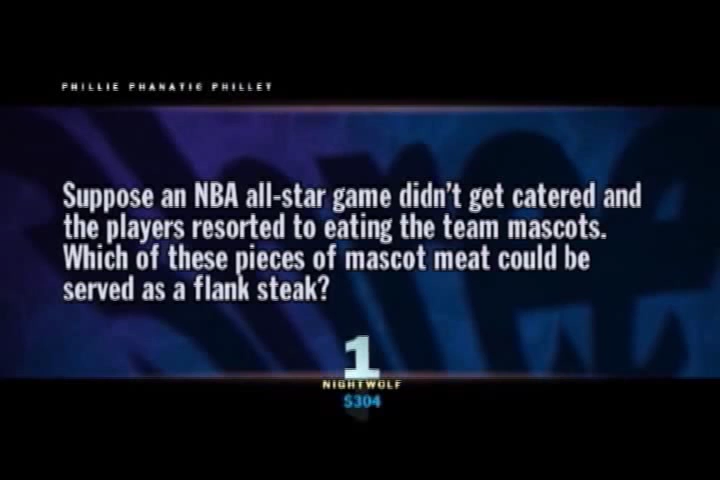 PHILLIE PHANATIC PHILLET
Suppose an NBA all-star game didn't get catered and
the players resorted to eating the team mascots.
Which of these pieces of mascot meat could be
served as a flank steak?
1
NIGHTWOLF
$304